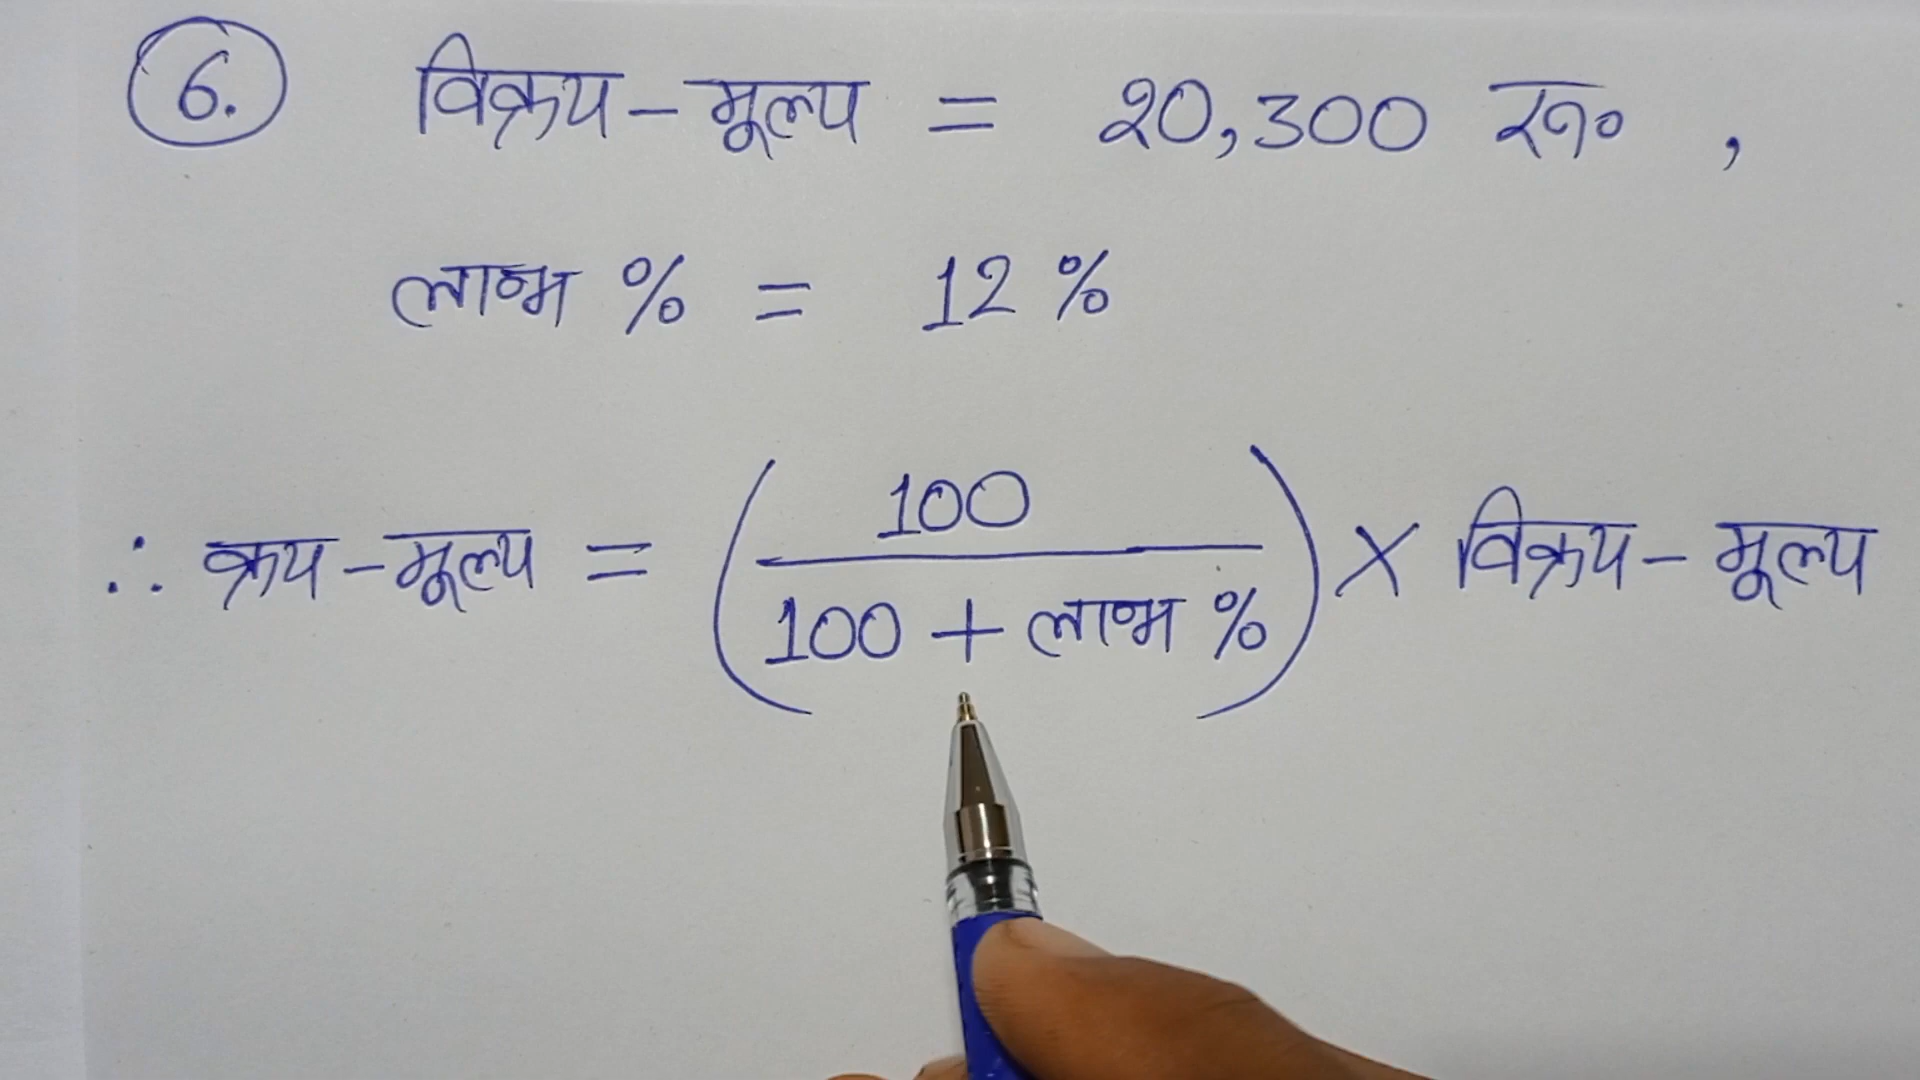 6. विक्रय-मूल्य = 20,300 रू० ,
लाभ % = 12 %
∴ क्रय-मूल्य = ( 100 / 100 + लाभ % ) × विक्रय-मूल्य